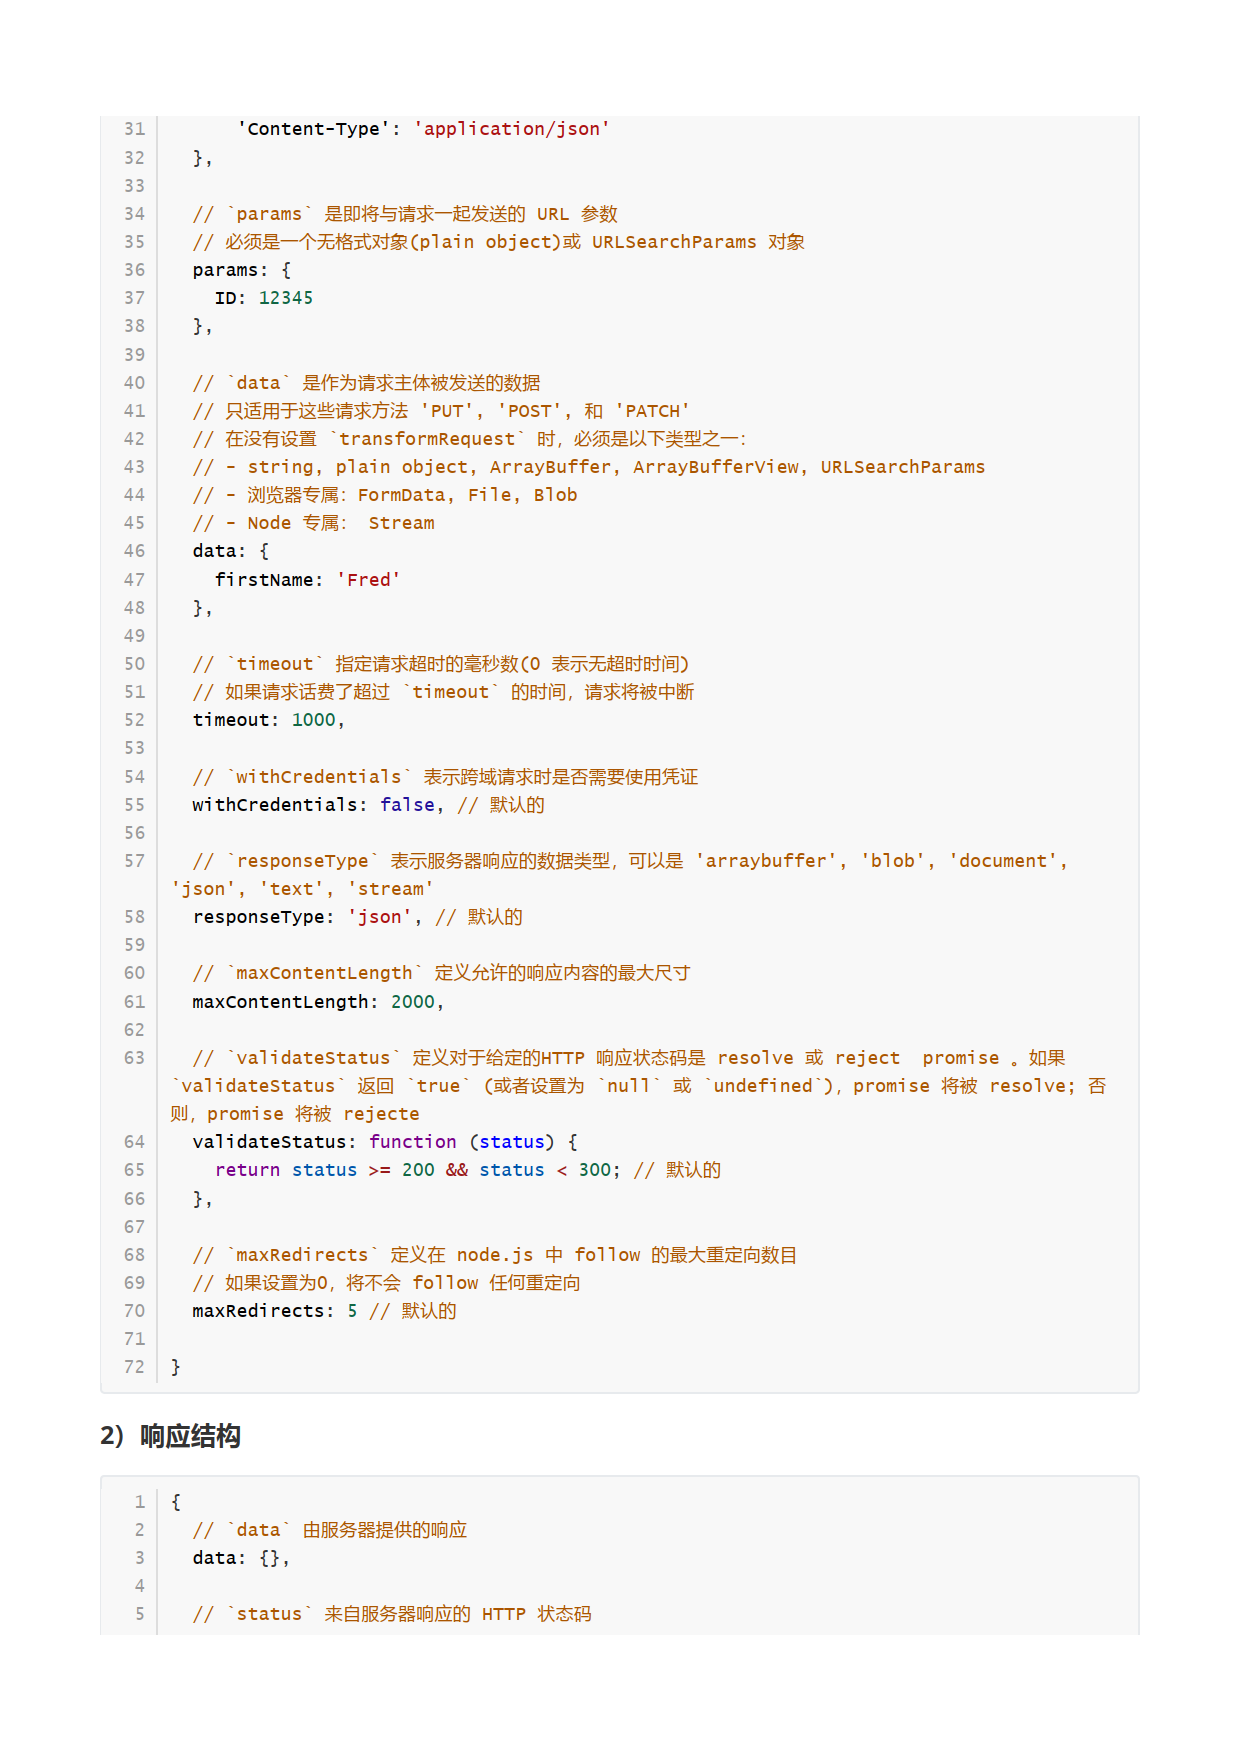 31 'Content-Type': 'application/json'
32 },
33
34 // `params` 是即将与请求一起发送的 URL 参数
35 // 必须是一个无格式对象(plain object)或 URLSearchParams 对象
36 params: {
37 ID: 12345
38 },
39
40 // `data` 是作为请求主体被发送的数据
41 // 只适用于这些请求方法 'PUT', 'POST', 和 'PATCH'
42 // 在没有设置 `transformRequest` 时，必须是以下类型之一：
43 // - string, plain object, ArrayBuffer, ArrayBufferView, URLSearchParams
44 // - 浏览器专属：FormData, File, Blob
45 // - Node 专属： Stream
46 data: {
47 firstName: 'Fred'
48 },
49
50 // `timeout` 指定请求超时的毫秒数(0 表示无超时时间)
51 // 如果请求话费了超过 `timeout` 的时间，请求将被中断
52 timeout: 1000,
53
54 // `withCredentials` 表示跨域请求时是否需要使用凭证
55 withCredentials: false, // 默认的
56
57 // `responseType` 表示服务器响应的数据类型，可以是 'arraybuffer', 'blob', 'document',
'json', 'text', 'stream'
58 responseType: 'json', // 默认的
59
60 // `maxContentLength` 定义允许的响应内容的最大尺寸
61 maxContentLength: 2000,
62
63 // `validateStatus` 定义对于给定的HTTP 响应状态码是 resolve 或 reject  promise 。如果
`validateStatus` 返回 `true` (或者设置为 `null` 或 `undefined`)，promise 将被 resolve; 否
则，promise 将被 rejecte
64 validateStatus: function (status) {
65 return status >= 200 && status < 300; // 默认的
66 },
67
68 // `maxRedirects` 定义在 node.js 中 follow 的最大重定向数目
69 // 如果设置为0，将不会 follow 任何重定向
70 maxRedirects: 5 // 默认的
71
72 }
2）响应结构
1 {
2 // `data` 由服务器提供的响应
3 data: {},
4
5 // `status` 来自服务器响应的 HTTP 状态码